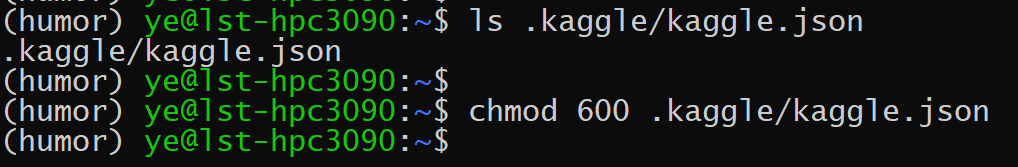 (humor) ye@lst-hpc3090:~$ ls .kaggle/kaggle.json
.kaggle/kaggle.json
(humor) ye@lst-hpc3090:~$
(humor) ye@lst-hpc3090:~$ chmod 600 .kaggle/kaggle.json
(humor) ye@lst-hpc3090:~$